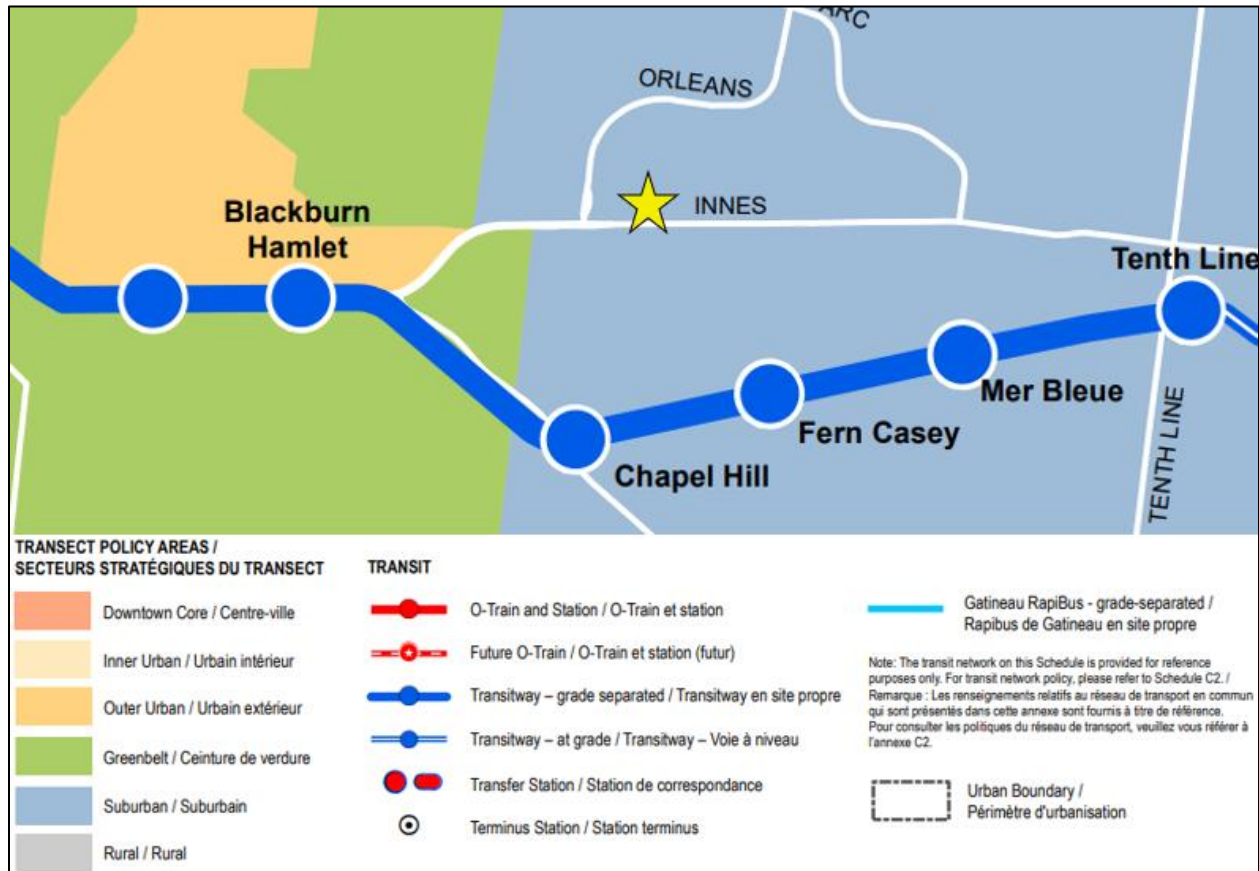 ARC
ORLEANS
INNES
Blackburn
Hamlet
Tenth Line
Mer Bleue
Fern Casey
Chapel Hill
TENTH LINE
TRANSECT POLICY AREAS /
SECTEURS STRATÉGIQUES DU TRANSECT
Downtown Core / Centre-ville
Inner Urban / Urbain intérieur
Outer Urban / Urbain extérieur
Greenbelt / Ceinture de verdure
Suburban / Suburbain
Rural / Rural
TRANSIT
O-Train and Station / O-Train et station
Future O-Train / O-Train et station (futur)
Transitway – grade separated / Transitway en site propre
Transitway – at grade / Transitway – Voie à niveau
Transfer Station / Station de correspondance
Terminus Station / Station terminus
Gatineau RapiBus - grade-separated /
Rapibus de Gatineau en site propre
Note: The transit network on this Schedule is provided for reference
purposes only. For transit network policy, please refer to Schedule C2. /
Remarque : Les renseignements relatifs au réseau de transport en commun
qui sont présentés dans cette annexe sont fournis à titre de référence.
Pour consulter les politiques du réseau de transport, veuillez vous référer à
l'annexe C2.
Urban Boundary /
Périmètre d'urbanisation